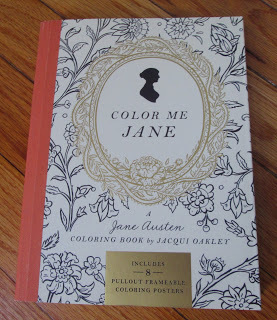 COLOR ME
JANE
A
Jane Austen
COLORING BOOK by JACQUI OAKLEY
INCLUDES
8
PULLOUT FRAMEABLE
COLORING POSTERS